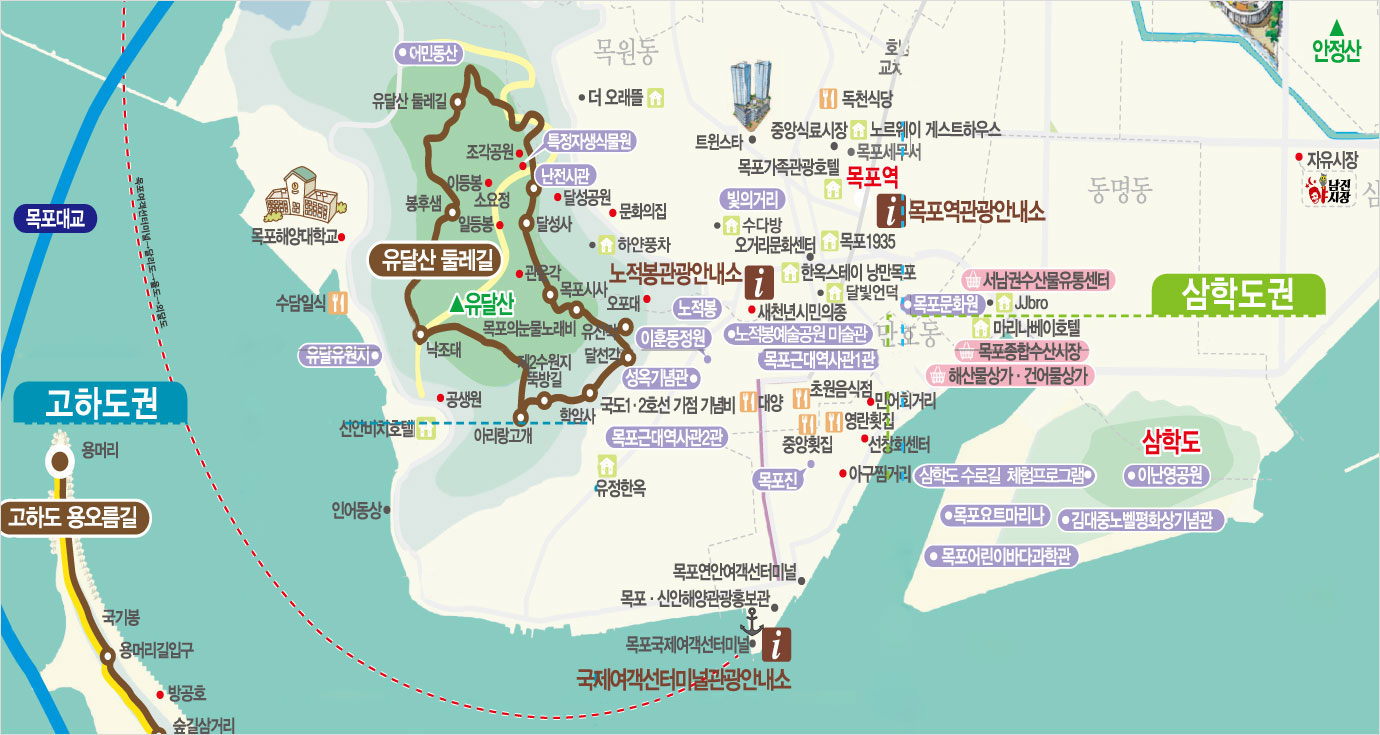 안정산
어민동산
목원동
유달산 둘레길
더 오래뜰
독천식당
트윈스타
중앙식료시장
노르웨이 게스트하우스
조각공원
특정자생식물원
목포세무서
자유시장
목포가족관광호텔
목포역
남진
야시장
이등봉
난전시관
소요정
달성공원
동명동
봉후샘
빛의거리
문화의집
목포역관광안내소
목포대교
일등봉
달성사
수다방
목포해양대학교
하얀풍차
오거리문화센터
목포1935
유달산 둘레길
관운각
노적봉관광안내소
한옥스테이 낭만목포
서남권수산물유통센터
삼학도권
목포시사
오포대
달빛언덕
수담일식
유달산
노적봉
새천년시민의종
목포문화원
JJbro
목포의눈물노래비
이훈동정원
노적봉예술공원 미술관
마리나베이호텔
유달유원지
낙조대
달선각
목포근대역사관1관
목포종합수산시장
제2수원지
뚝방길
성옥기념관
해산물상가 · 건어물상가
고하도권
공생원
국도1·2호선 기점 기념비
대양
초원음식점
민어회거리
학암사
신안비치호텔
아리랑고개
목포근대역사관2관
영란횟집
중앙횟집
선창회센터
삼학도
용머리
유정한옥
목포진
아구찜거리
삼학도 수로길 체험프로그램
이난영공원
고하도 용오름길
인어동상
목포요트마리나
김대중노벨평화상기념관
목포어린이바다과학관
목포연안여객선터미널
목포 · 신안해양관광홍보관
국기봉
용머리길입구
목포국제여객선터미널
국제여객선터미널관광안내소
방공호
숲길삼거리